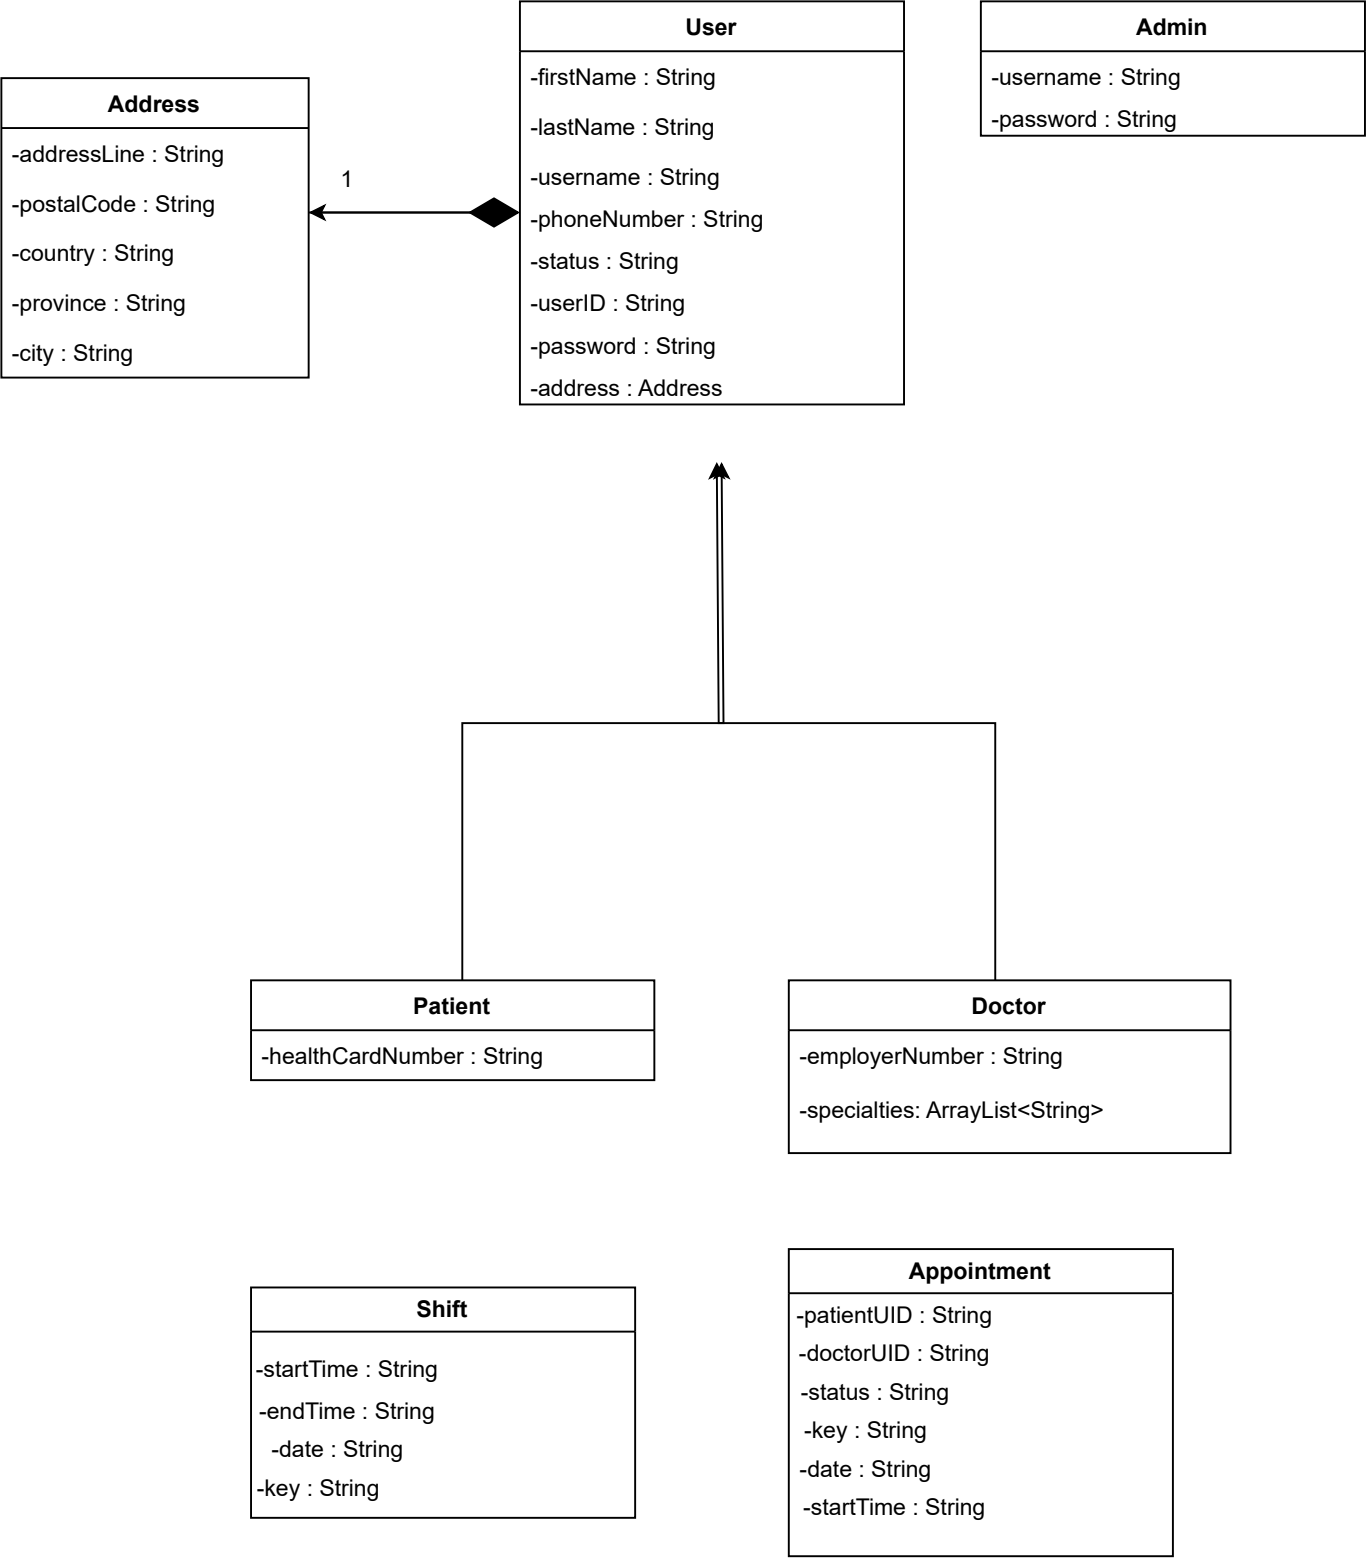 User
-firstName : String
-lastName : String
-username : String
-phoneNumber : String
-status : String
-userID : String
-password : String
-address : Address
Admin
-username : String
-password : String
Address
-addressLine : String
-postalCode : String
-country : String
-province : String
-city : String
1
Patient
-healthCardNumber : String
Doctor
-employerNumber : String
-specialties: ArrayList<String>
Shift
-startTime : String
-endTime : String
-date : String
-key : String
Appointment
-patientUID : String
-doctorUID : String
-status : String
-key : String
-date : String
-startTime : String